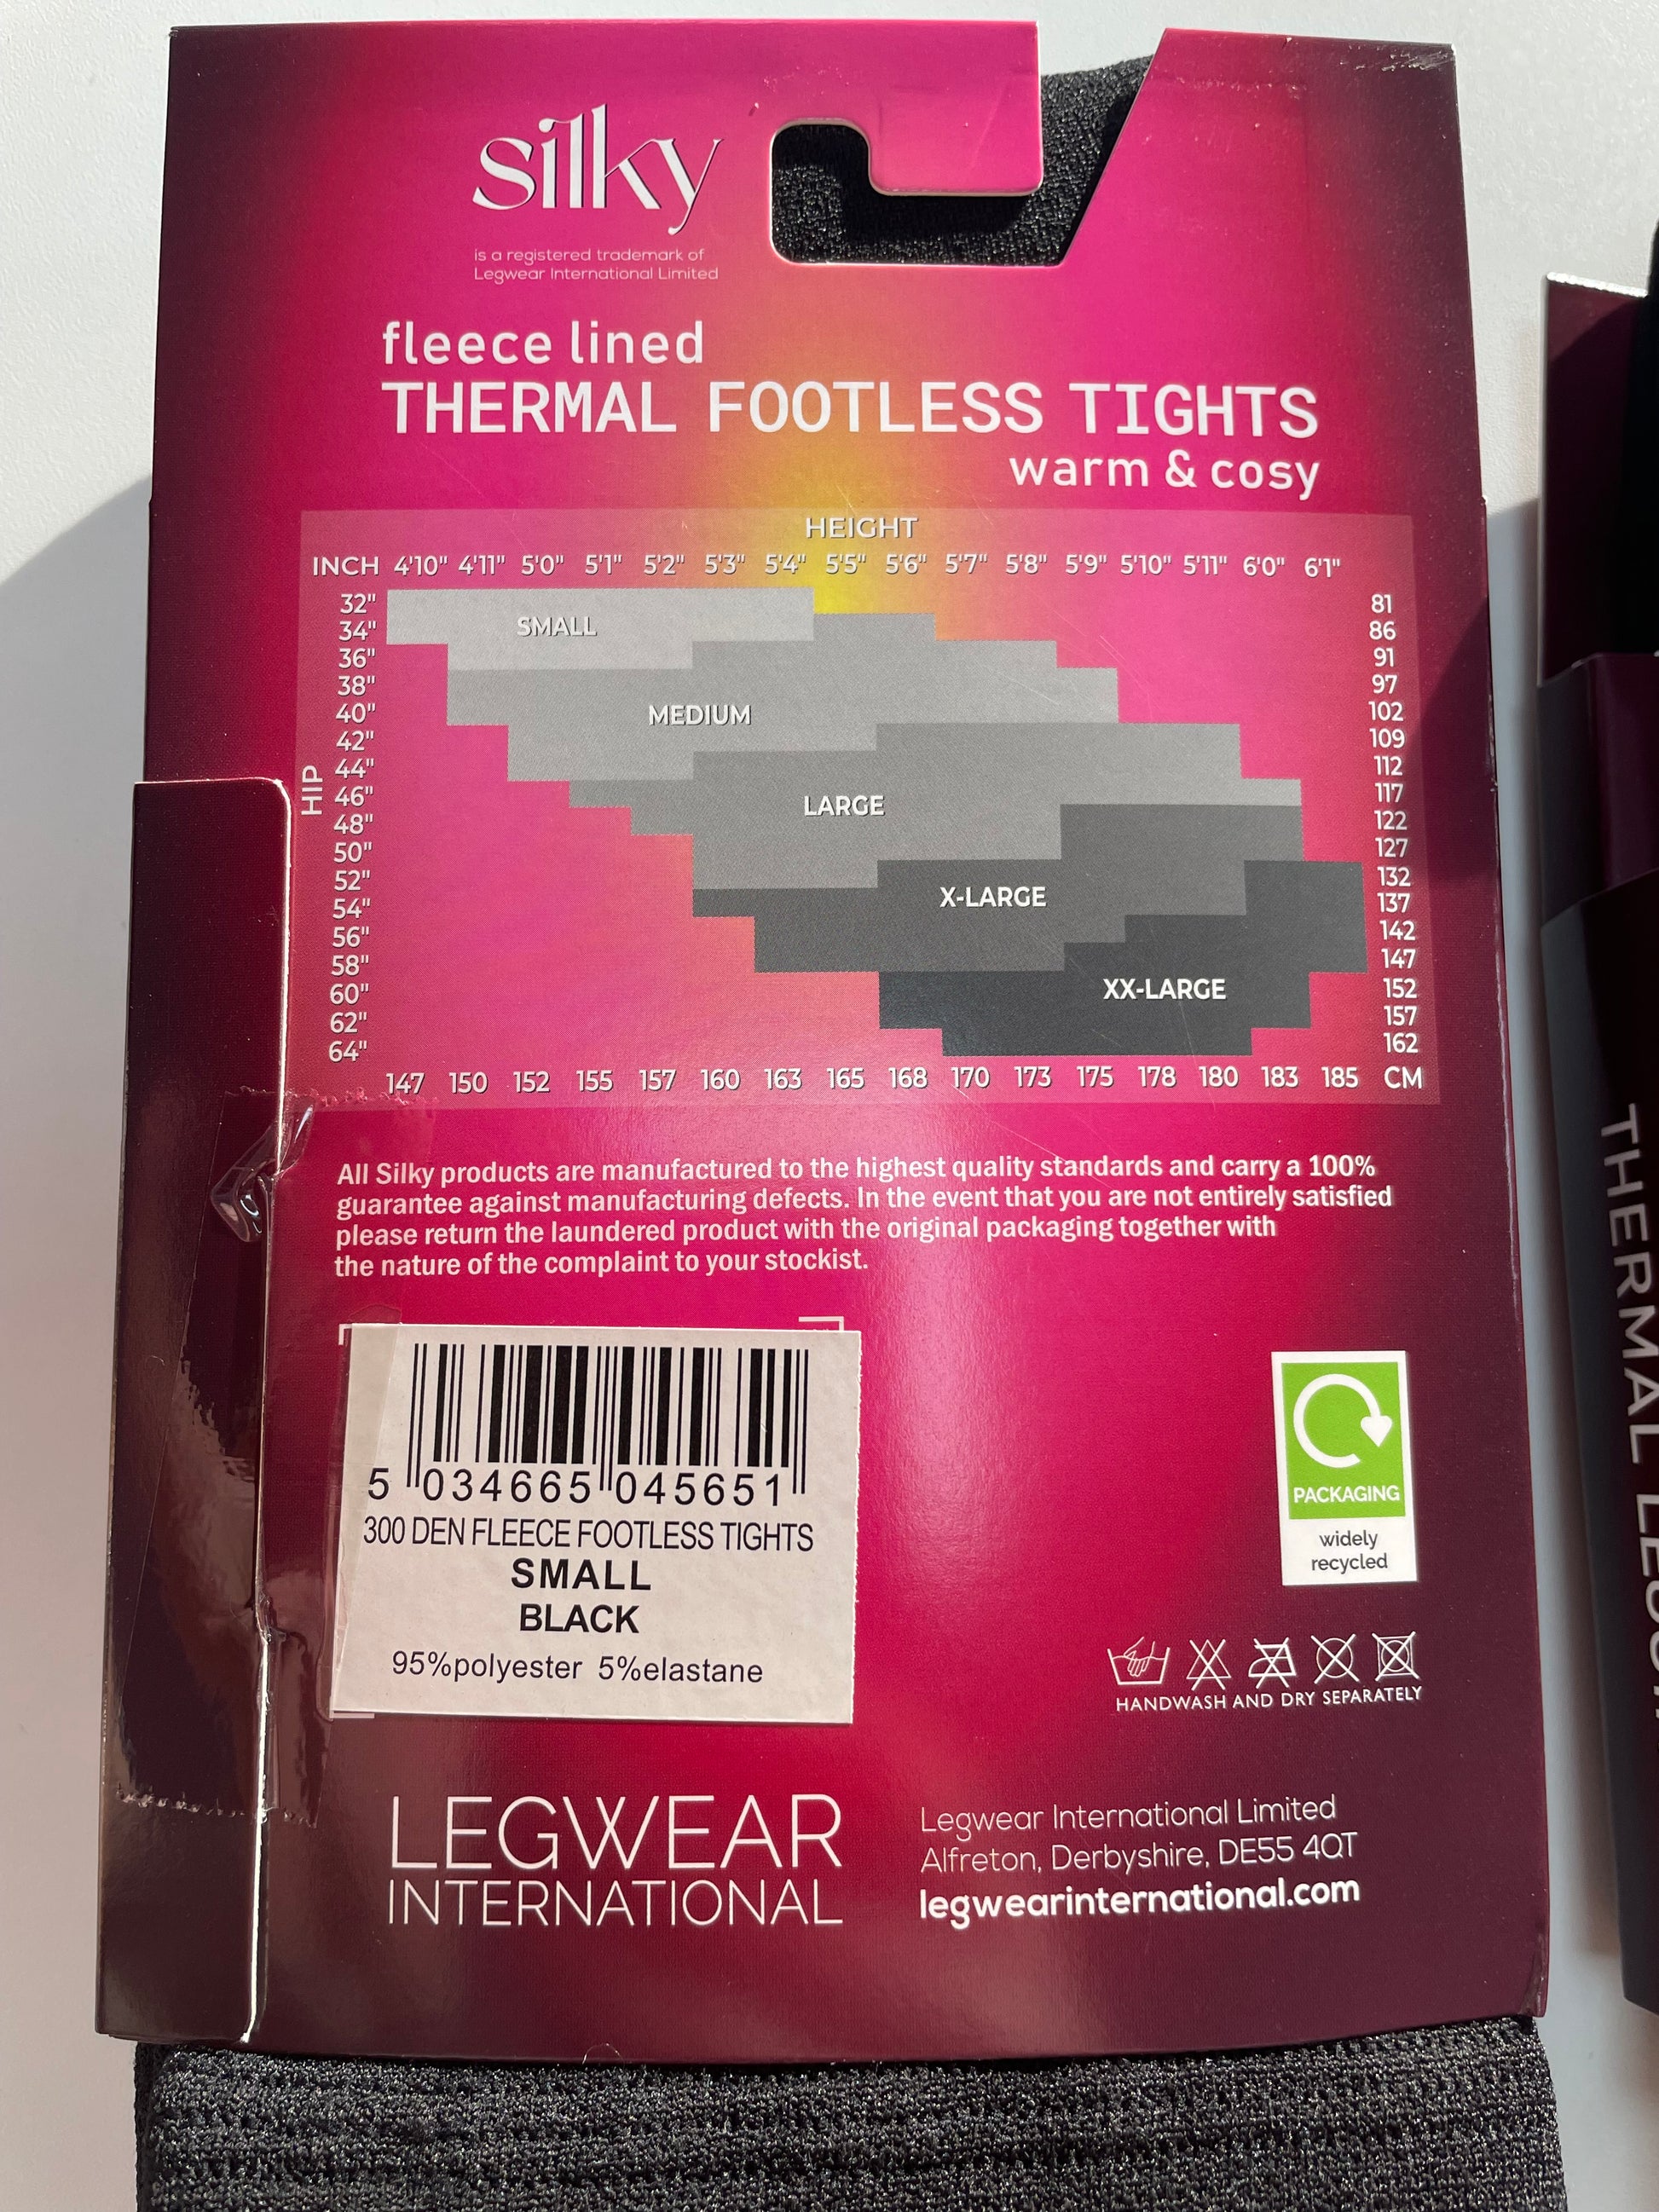 silky
is a registered trademark of
Legwear International Limited
fleece lined
THERMAL FOOTLESS TIGHTS
warm & cosy
HEIGHT
INCH 4'10" 4'11" 5'0" 5'1" 5'2" 5'3" 5'4" 5'5" 5'6" 5'7" 5'8" 5'9" 5'10" 5'11" 6'0" 6'1"
32" 81
34" SMALL 86
36" 91
38" 97
40" MEDIUM 102
42" 109
44" 112
HIP
46" LARGE 117
48" 122
50" 127
52" X-LARGE 132
54" 137
56" 142
58" 147
60" XX-LARGE 152
62" 157
64" 162
147 150 152 155 157 160 163 165 168 170 173 175 178 180 183 185 CM
All Silky products are manufactured to the highest quality standards and carry a 100%
guarantee against manufacturing defects. In the event that you are not entirely satisfied
please return the laundered product with the original packaging together with
the nature of the complaint to your stockist.
5 034665 045651
300 DEN FLEECE FOOTLESS TIGHTS
SMALL
BLACK
95%polyester 5%elastane
PACKAGING
widely
recycled
HANDWASH AND DRY SEPARATELY
LEGWEAR
INTERNATIONAL
Legwear International Limited
Alfreton, Derbyshire, DE55 4QT
legwearinternational.com
THERMAL